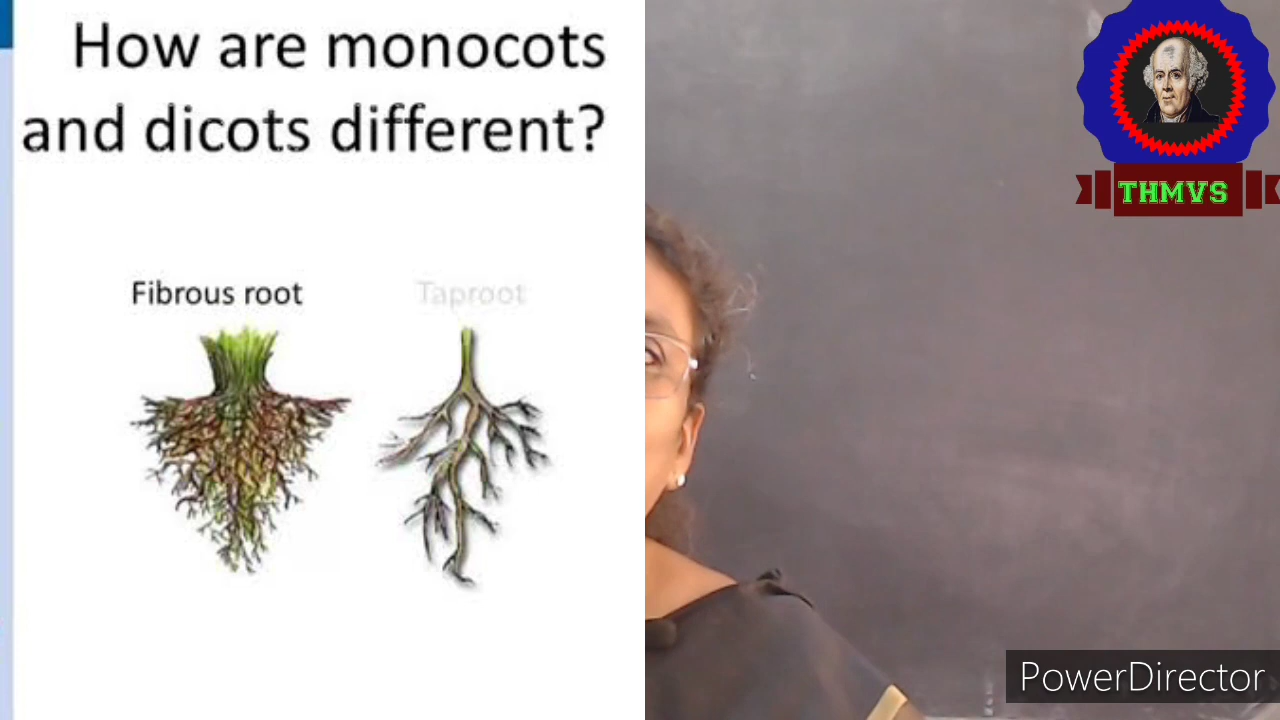 How are monocots
and dicots different?
Fibrous root
Taproot
THMVS
PowerDirector